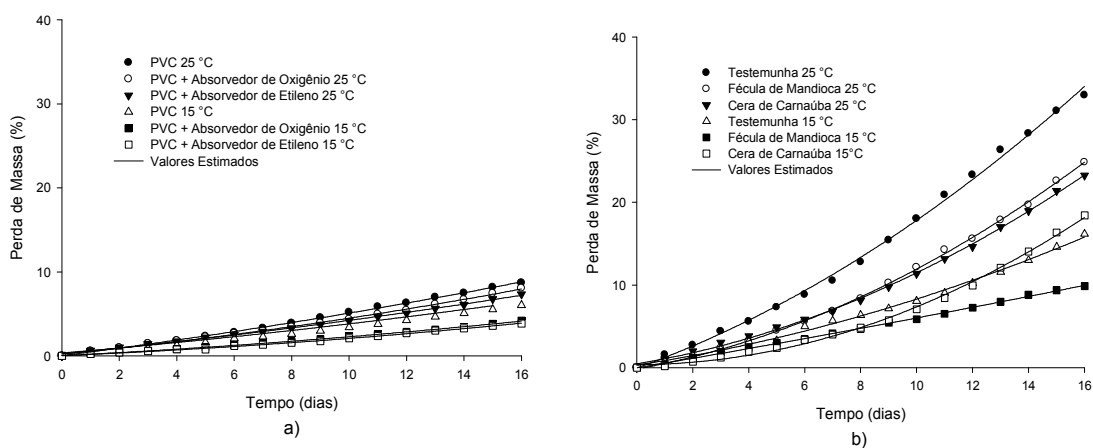 40
30
20
10
0
Perda de Massa (%)
PVC 25 °C
PVC + Absorvedor de Oxigênio 25 °C
PVC + Absorvedor de Etileno 25 °C
PVC 15 °C
PVC + Absorvedor de Oxigênio 15 °C
PVC + Absorvedor de Etileno 15 °C
Valores Estimados
0 2 4 6 8 10 12 14 16
Tempo (dias)
a)
40
30
20
10
0
Perda de Massa (%)
Testemunha 25 °C
Fécula de Mandioca 25 °C
Cera de Carnaúba 25 °C
Testemunha 15 °C
Fécula de Mandioca 15 °C
Cera de Carnaúba 15°C
Valores Estimados
0 2 4 6 8 10 12 14 16
Tempo (dias)
b)